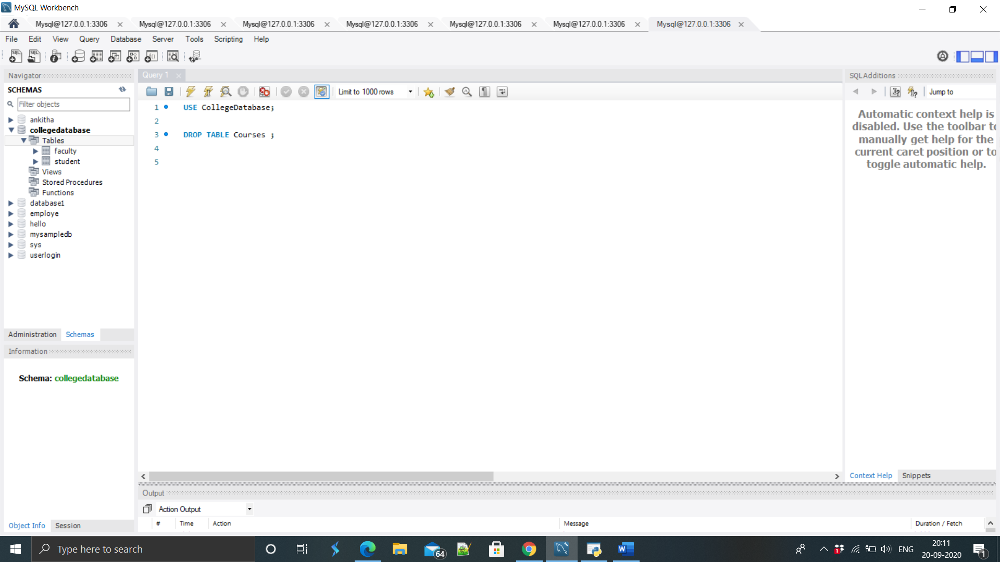 MySQL Workbench
Mysql@127.0.0.1:3306 Mysql@127.0.0.1:3306 Mysql@127.0.0.1:3306 Mysql@127.0.0.1:3306 Mysql@127.0.0.1:3306 Mysql@127.0.0.1:3306 Mysql@127.0.0.1:3306
File Edit View Query Database Server Tools Scripting Help
Navigator
SCHEMAS
Filter objects
ankitha
collegedatabase
Tables
faculty
student
Views
Stored Procedures
Functions
database1
employe
hello
mysampledb
sys
userlogin
Administration Schemas
Information
Schema: collegedatabase
Object Info Session
Query 1
Limit to 1000 rows
1 USE CollegeDatabase;
2
3 DROP TABLE Courses ;
4
5
SQLAdditions
Jump to
Automatic context help is
disabled. Use the toolbar to
manually get help for the
current caret position or to
toggle automatic help.
Context Help Snippets
Output
Action Output
# Time Action Message Duration / Fetch
Type here to search
64
W
1
ENG
20:11
20-09-2020
1